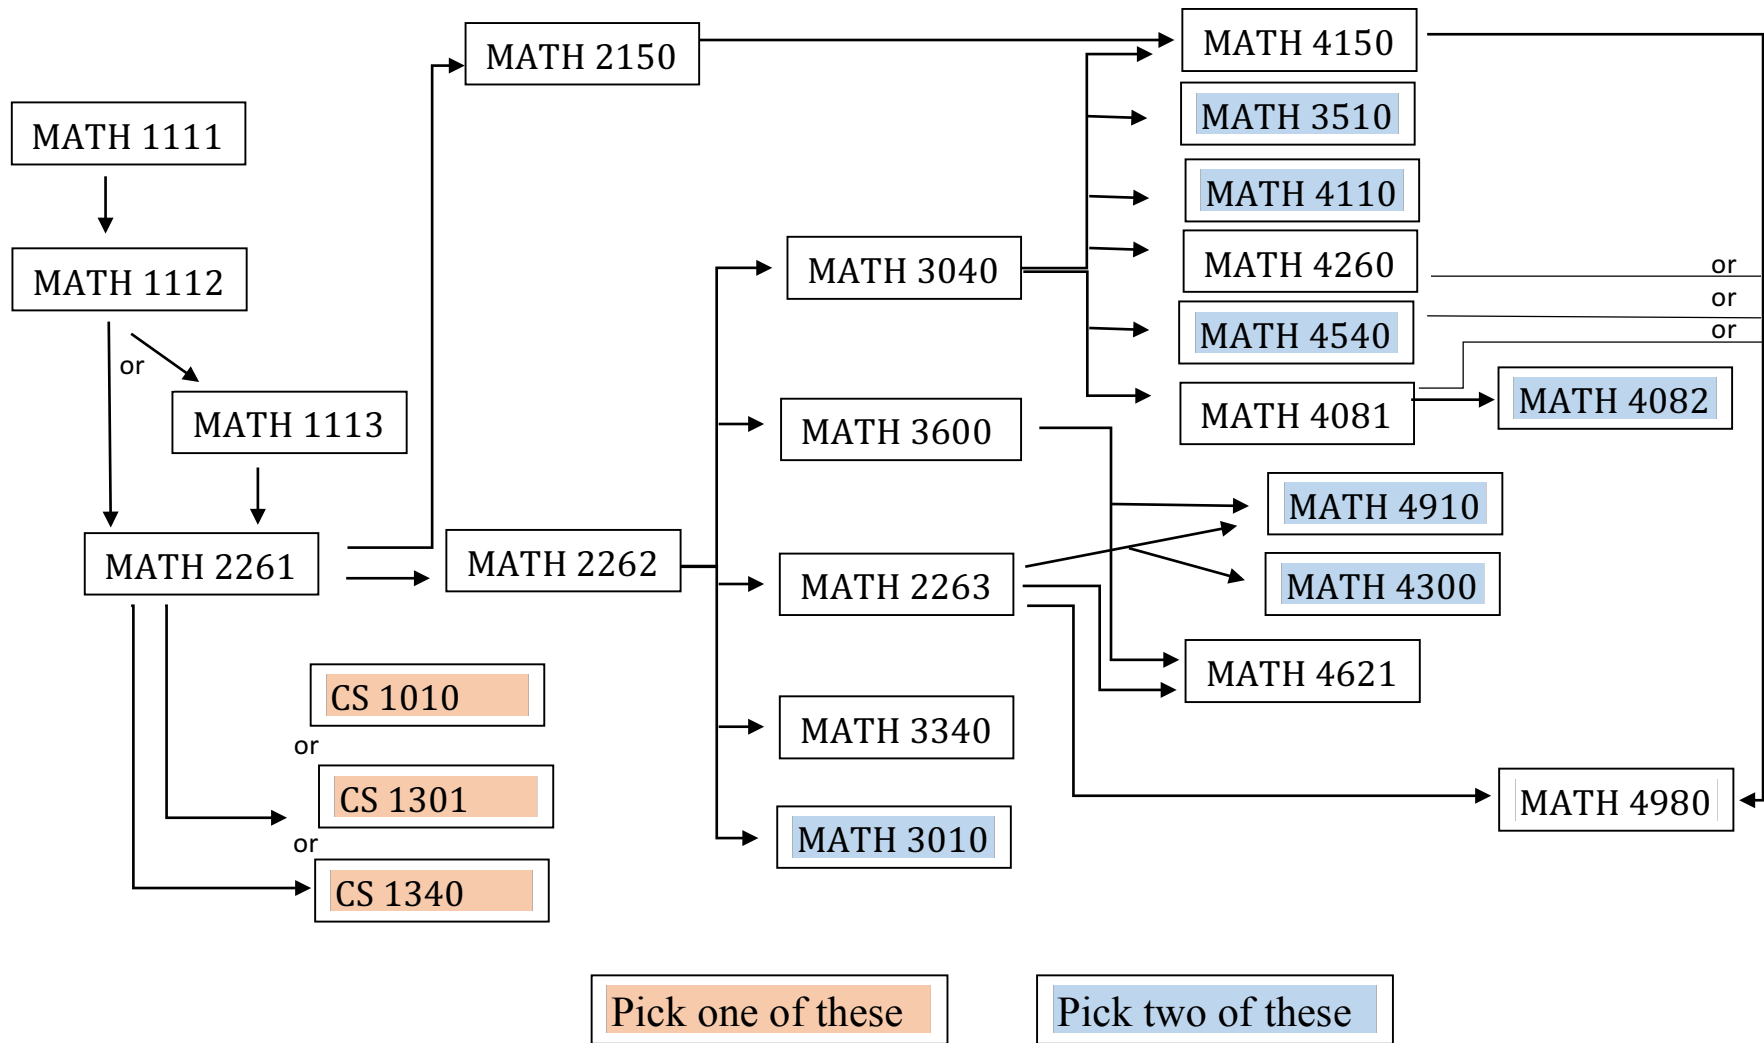 MATH 2150
MATH 4150
MATH 1111
MATH 3510
MATH 4110
MATH 1112
MATH 3040
MATH 4260
or
or
MATH 4540
or
or
MATH 1113
MATH 3600
MATH 4081
MATH 4082
MATH 4910
MATH 2261
MATH 2262
MATH 2263
MATH 4300
CS 1010
MATH 4621
or
MATH 3340
CS 1301
MATH 4980
or
MATH 3010
CS 1340
Pick one of these
Pick two of these